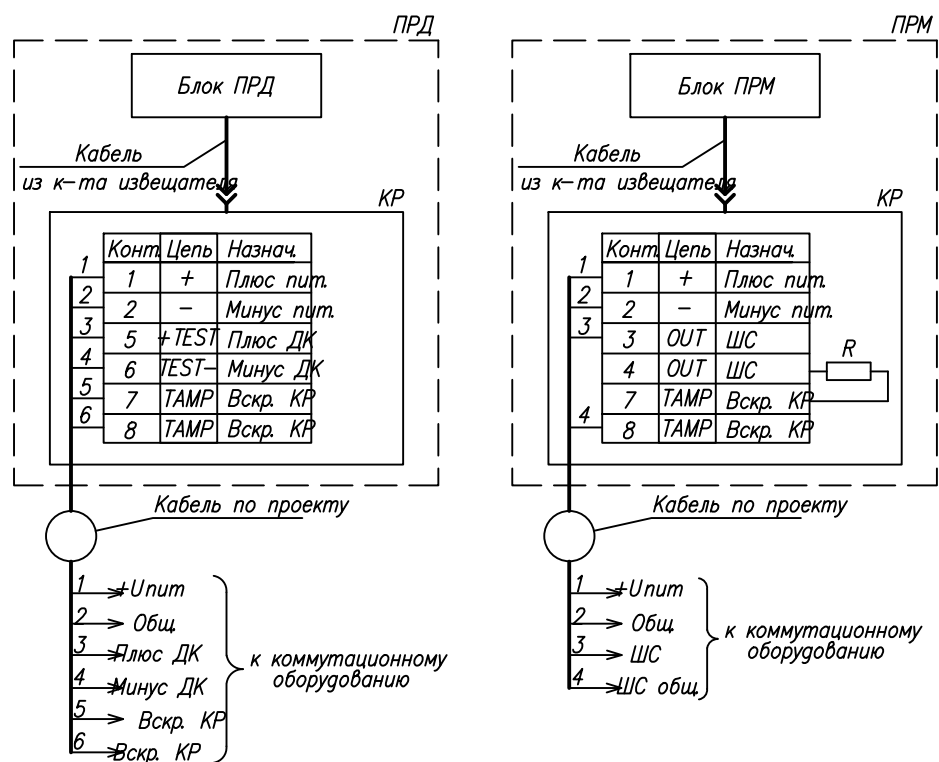 ПРД
Блок ПРД
Кабель
из к-та извещателя
КР
Конт. Цепь Назнач.
1 1 + Плюс пит.
2 2 – Минус пит.
3 5 +TEST Плюс ДК
4 6 TEST– Минус ДК
5 7 TAMP Вскр. КР
6 8 TAMP Вскр. КР
Кабель по проекту
1 +Uпит
2 Общ.
3 Плюс ДК
4 Минус ДК
5 Вскр. КР
6 Вскр. КР
к коммутационному
оборудованию
ПРМ
Блок ПРМ
Кабель
из к-та извещателя
КР
Конт. Цепь Назнач.
1 1 + Плюс пит.
2 2 – Минус пит.
3 3 OUT ШС
4 OUT ШС
R
7 TAMP Вскр. КР
4 8 TAMP Вскр. КР
Кабель по проекту
1 +Uпит
2 Общ.
3 ШС
4 ШС общ.
к коммутационному
оборудованию